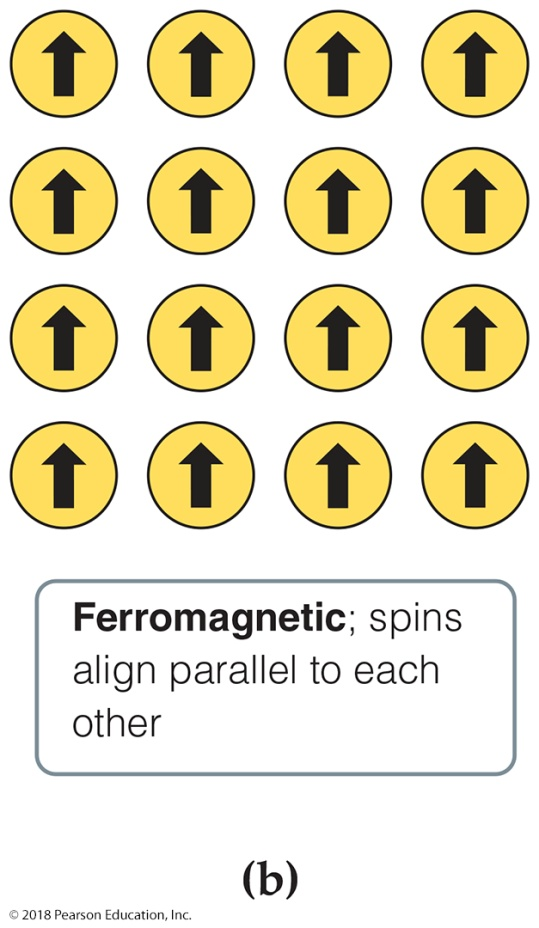 Ferromagnetic; spins
align parallel to each
other
(b)
© 2018 Pearson Education, Inc.